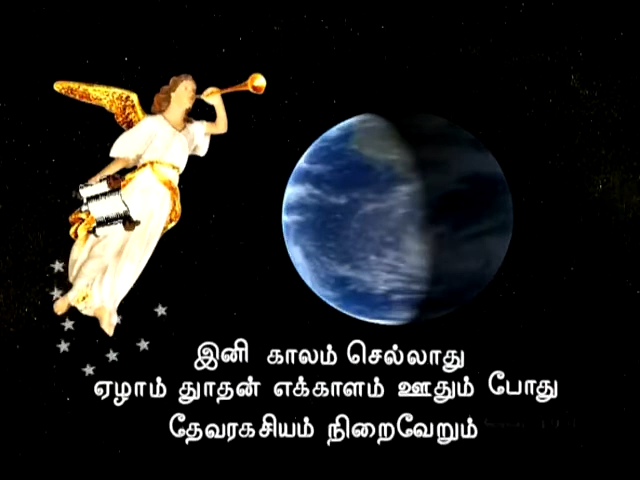 இனி காலம் செல்லாது
ஏழாம் தூதன் எக்காளம் ஊதும் போது
தேவரகசியம் நிறைவேறும்